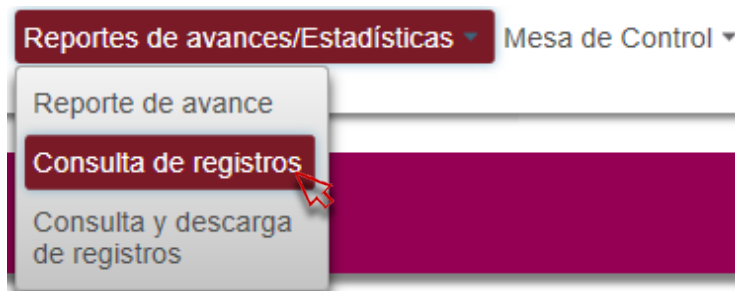 Reportes de avances/Estadísticas Mesa de Control
Reporte de avance
Consulta de registros
Consulta y descarga
de registros